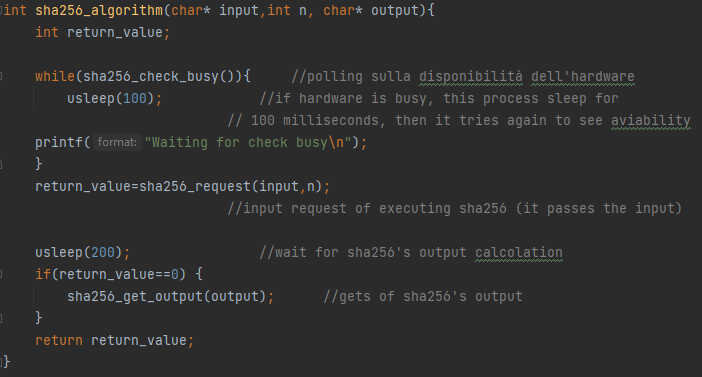 int sha256_algorithm(char* input,int n, char* output){
int return_value;
while(sha256_check_busy()){ //polling sulla disponibilità dell'hardware
usleep(100); //if hardware is busy, this process sleep for
// 100 milliseconds, then it tries again to see aviability
printf( format: "Waiting for check busy\n");
}
return_value=sha256_request(input,n);
//input request of executing sha256 (it passes the input)
usleep(200); //wait for sha256's output calcolation
if(return_value==0) {
sha256_get_output(output); //gets of sha256's output
}
return return_value;
}